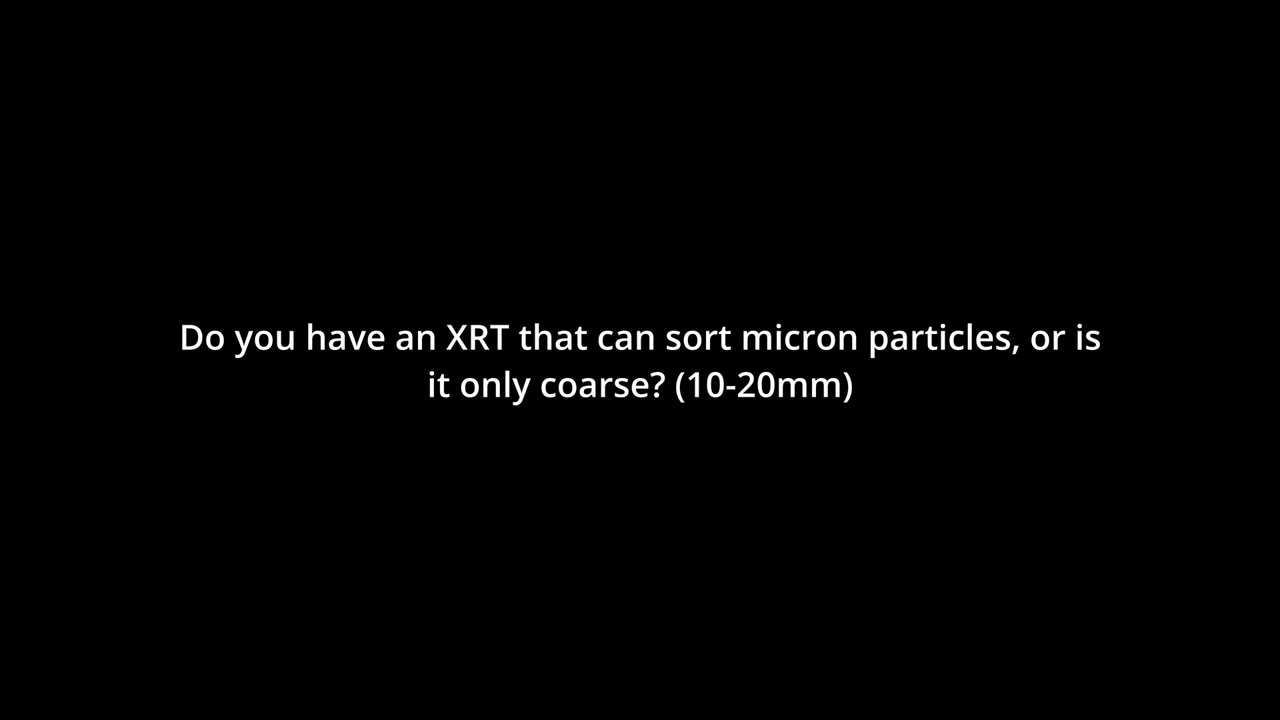 Do you have an XRT that can sort micron particles, or is
it only coarse? (10-20mm)